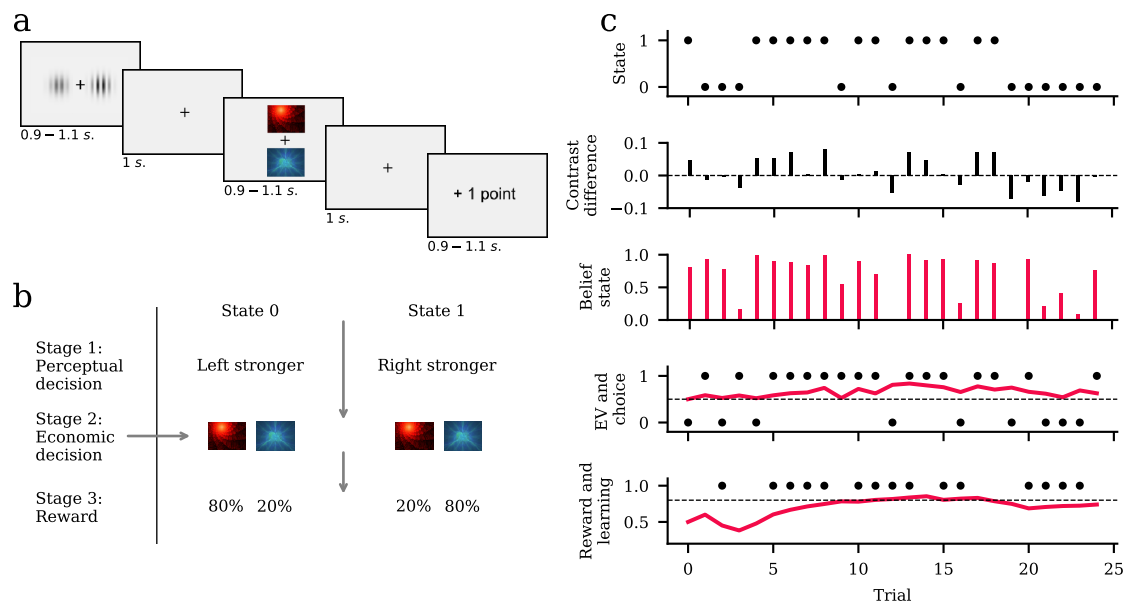 a
+
0.9 − 1.1 s.
+
1 s.
+
0.9 − 1.1 s.
+
1 s.
+ 1 point
0.9 − 1.1 s.
b
State 0
State 1
Stage 1:
Perceptual
decision
Left stronger
Right stronger
Stage 2:
Economic
decision
Stage 3:
Reward
80%
20%
20%
80%
c
State
1
0
Contrast
difference
0.1
0.0
−0.1
Belief
state
1.0
0.5
0.0
EV and
choice
1
0
Reward and
learning
1.0
0.5
0
5
10
15
20
25
Trial